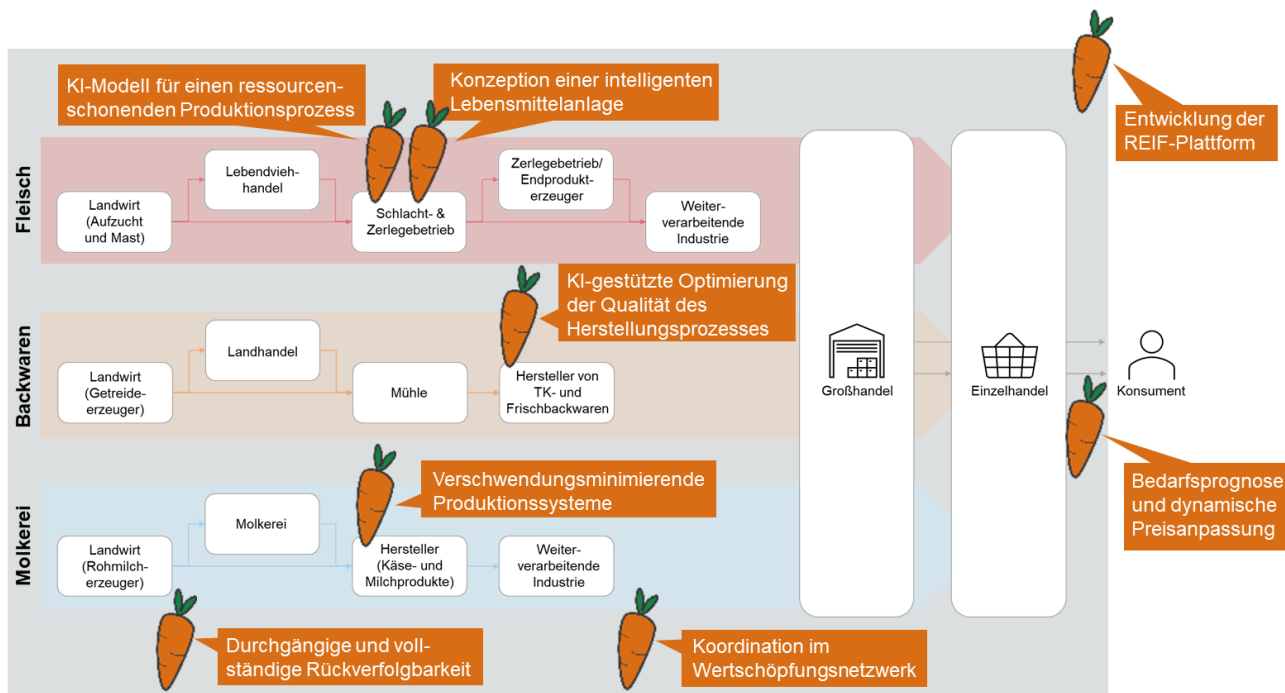 KI-Modell für einen ressourcen-
schonenden Produktionsprozess
Konzeption einer intelligenten
Lebensmittelanlage
Entwicklung der
REIF-Plattform
Fleisch
Landwirt
(Aufzucht
und Mast)
Lebendvieh-
handel
Schlacht- &
Zerlegebetrieb
Zerlegebetrieb/
Endprodukt-
erzeuger
Weiter-
verarbeitende
Industrie
KI-gestützte Optimierung
der Qualität des
Herstellungsprozesses
Backwaren
Landwirt
(Getreide-
erzeuger)
Landhandel
Mühle
Hersteller von
TK- und
Frischbackwaren
Großhandel
Einzelhandel
Konsument
Verschwendungsminimierende
Produktionssysteme
Bedarfsprognose
und dynamische
Preisanpassung
Molkerei
Landwirt
(Rohmilch-
erzeuger)
Molkerei
Hersteller
(Käse- und
Milchprodukte)
Weiter-
verarbeitende
Industrie
Durchgängige und voll-
ständige Rückverfolgbarkeit
Koordination im
Wertschöpfungsnetzwerk